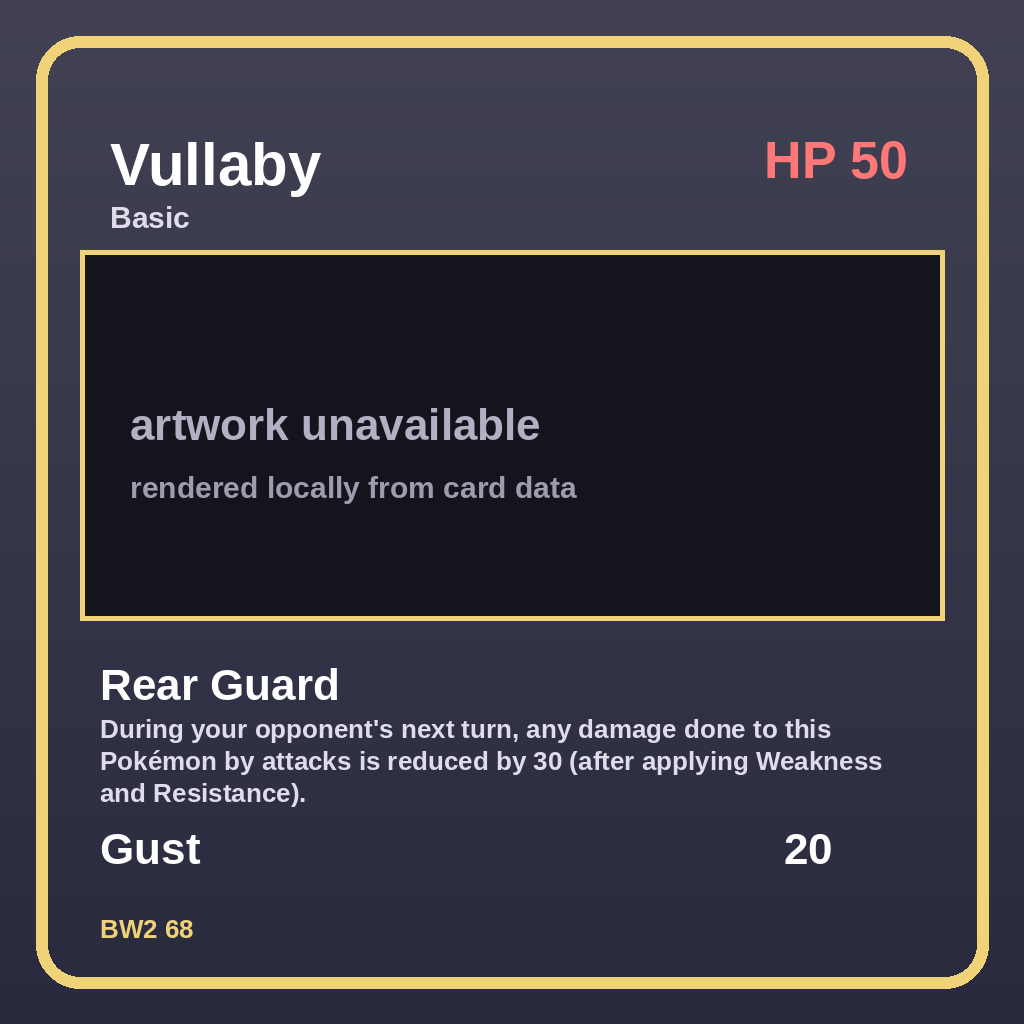 Vullaby
HP 50
Basic
artwork unavailable
rendered locally from card data
Rear Guard
During your opponent's next turn, any damage done to this
Pokémon by attacks is reduced by 30 (after applying Weakness
and Resistance).
Gust 20
BW2 68